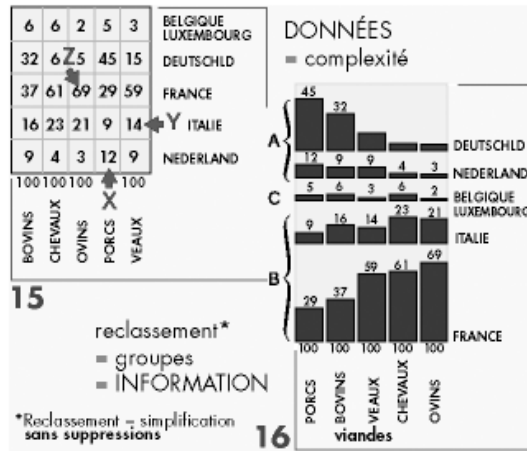 6 6 2 5 3 BELGIQUE
LUXEMBOURG
32 6 Z 5 45 15 DEUTSCHLD
37 61 69 29 59 FRANCE
16 23 21 9 14 Y ITALIE
9 4 3 12 9 NEDERLAND
100 100 100 X 100
BOVINS
CHEVAUX
OVINS
PORCS
VEAUX
15
reclassement*
= groupes
= INFORMATION
*Reclassement = simplification
sans suppressions
DONNÉES
= complexité
45
32
A
DEUTSCHLD
12 9 9 4 3
NEDERLAND
C
5 6 3 6 2
BELGIQUE
LUXEMBOURG
9 16 14 23 21
ITALIE
B
29 37 59 61 69
FRANCE
100 100 100 100 100
PORCS
BOVINS
VEAUX
CHEVAUX
OVINS
16
viandes